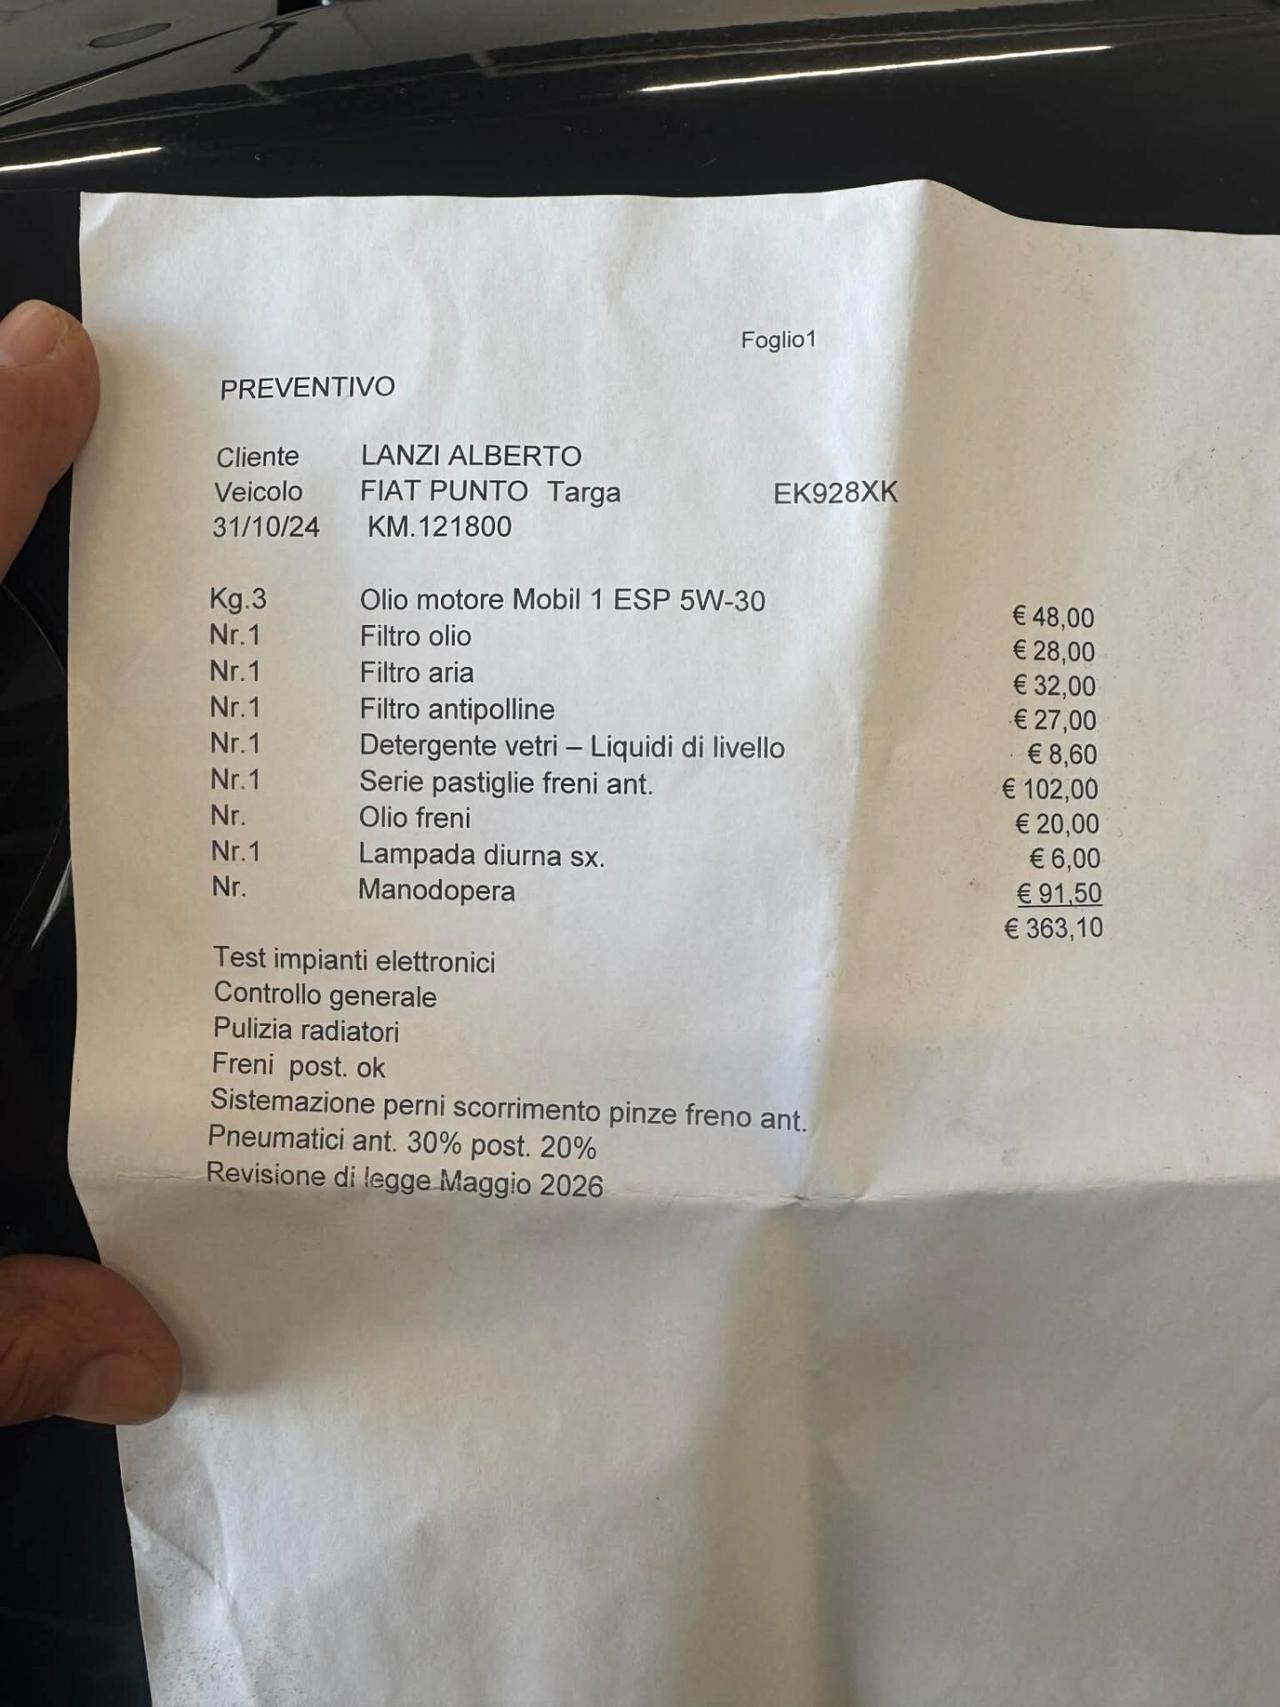 Foglio1
PREVENTIVO
Cliente LANZI ALBERTO
Veicolo FIAT PUNTO Targa EK928XK
31/10/24 KM.121800
Kg.3 Olio motore Mobil 1 ESP 5W-30 € 48,00
Nr.1 Filtro olio € 28,00
Nr.1 Filtro aria € 32,00
Nr.1 Filtro antipolline € 27,00
Nr.1 Detergente vetri – Liquidi di livello € 8,60
Nr.1 Serie pastiglie freni ant. € 102,00
Nr. Olio freni € 20,00
Nr.1 Lampada diurna sx. € 6,00
Nr. Manodopera € 91,50
€ 363,10
Test impianti elettronici
Controllo generale
Pulizia radiatori
Freni post. ok
Sistemazione perni scorrimento pinze freno ant.
Pneumatici ant. 30% post. 20%
Revisione di legge Maggio 2026